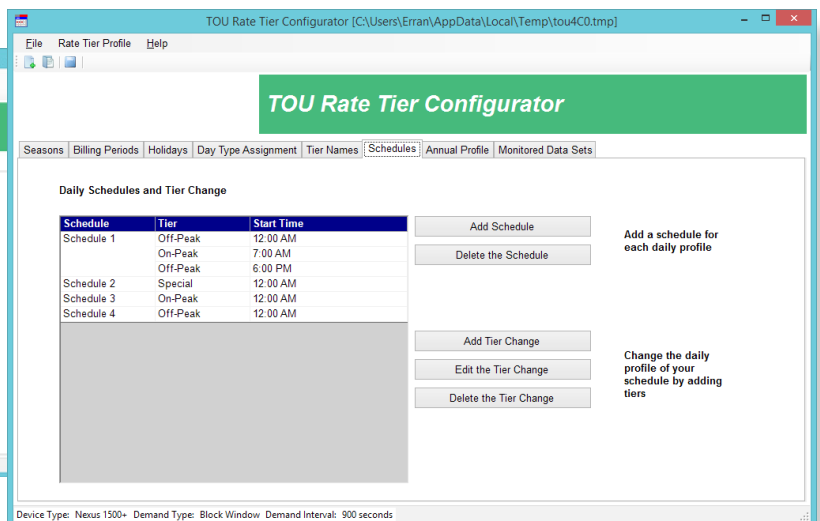 TOU Rate Tier Configurator [C:\Users\Erran\AppData\Local\Temp\tou4C0.tmp]
File Rate Tier Profile Help
TOU Rate Tier Configurator
Seasons Billing Periods Holidays Day Type Assignment Tier Names Schedules Annual Profile Monitored Data Sets
Daily Schedules and Tier Change
Schedule Tier Start Time
Schedule 1 Off-Peak 12:00 AM
On-Peak 7:00 AM
Off-Peak 6:00 PM
Schedule 2 Special 12:00 AM
Schedule 3 On-Peak 12:00 AM
Schedule 4 Off-Peak 12:00 AM
Add Schedule
Delete the Schedule
Add a schedule for
each daily profile
Add Tier Change
Edit the Tier Change
Delete the Tier Change
Change the daily
profile of your
schedule by adding
tiers
Device Type: Nexus 1500+ Demand Type: Block Window Demand Interval: 900 seconds